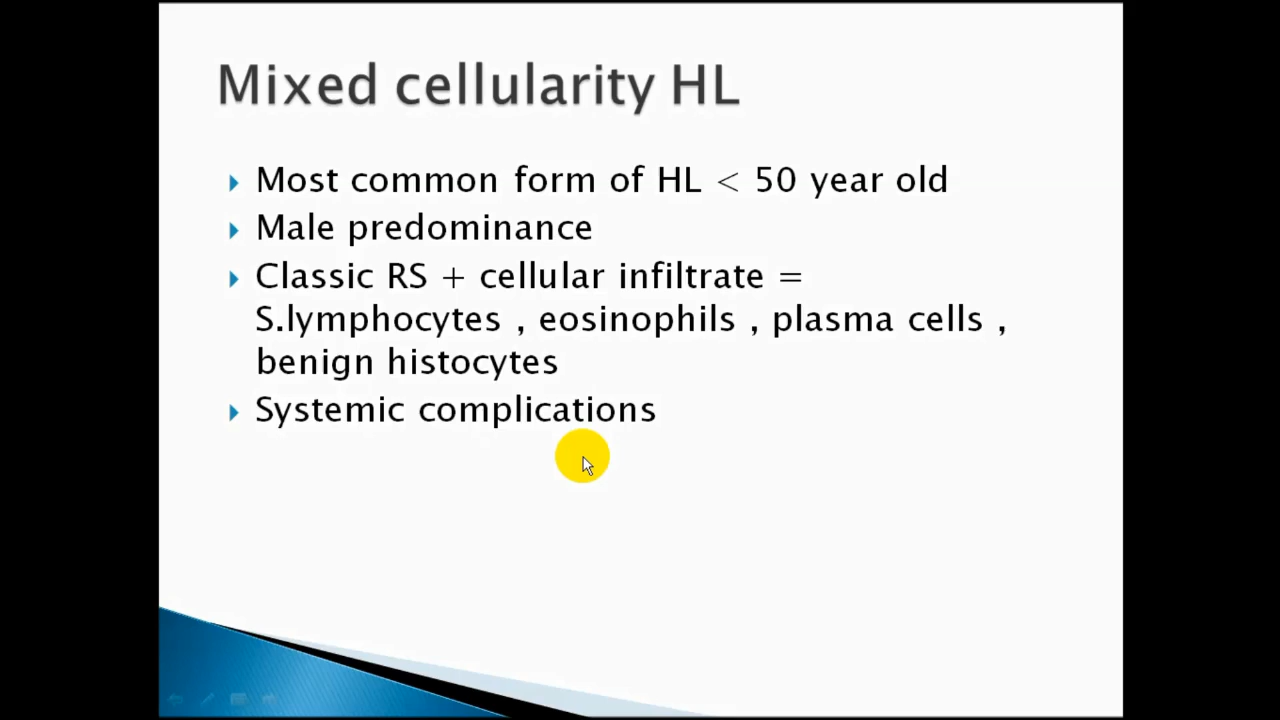 Mixed cellularity HL
Most common form of HL < 50 year old
Male predominance
Classic RS + cellular infiltrate =
S.lymphocytes , eosinophils , plasma cells ,
benign histocytes
Systemic complications